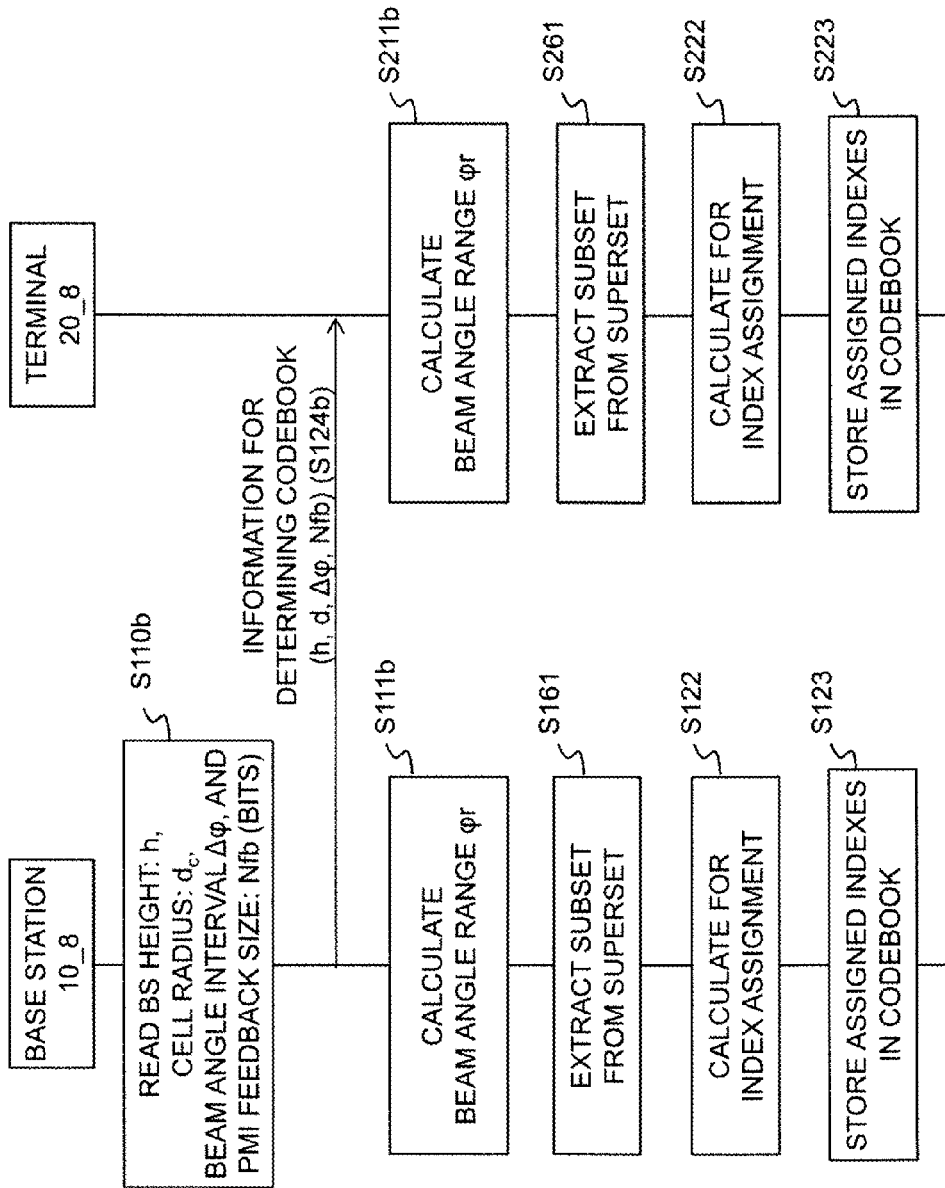 BASE STATION
10_8
TERMINAL
20_8
S110b
READ BS HEIGHT: h,
CELL RADIUS: dc,
BEAM ANGLE INTERVAL Δφ, AND
PMI FEEDBACK SIZE: Nfb (BITS)
INFORMATION FOR
DETERMINING CODEBOOK
(h, d, Δφ, Nfb) (S124b)
S111b
CALCULATE
BEAM ANGLE RANGE φr
S211b
CALCULATE
BEAM ANGLE RANGE φr
S161
EXTRACT SUBSET
FROM SUPERSET
S261
EXTRACT SUBSET
FROM SUPERSET
S122
CALCULATE FOR
INDEX ASSIGNMENT
S222
CALCULATE FOR
INDEX ASSIGNMENT
S123
STORE ASSIGNED INDEXES
IN CODEBOOK
S223
STORE ASSIGNED INDEXES
IN CODEBOOK